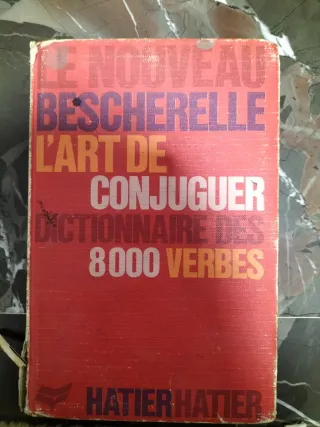 LE NOUVEAU
BESCHERELLE
L'ART DE
CONJUGUER
DICTIONNAIRE DES
8000 VERBES
HATIER HATIER